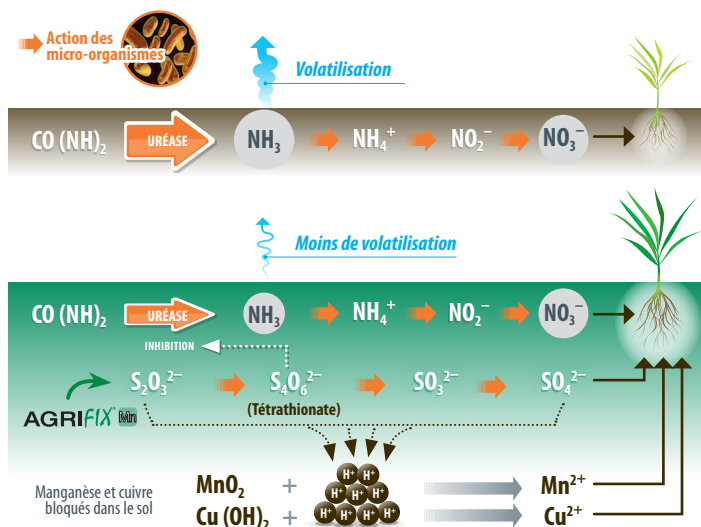 Action des
micro-organismes
Volatilisation
CO (NH)₂ URÉASE NH₃ NH₄⁺ NO₂⁻ NO₃⁻
Moins de volatilisation
CO (NH)₂ URÉASE NH₃ NH₄⁺ NO₂⁻ NO₃⁻
INHIBITION
S₂O₃²⁻ S₄O₆²⁻ SO₃²⁻ SO₄²⁻
(Tétrathionate)
AGRIFIX® Mn
H⁺ H⁺
H⁺ H⁺ H⁺
H⁺ H⁺ H⁺ H⁺
Manganèse et cuivre
bloqués dans le sol
MnO₂ + Mn²⁺
Cu (OH)₂ + Cu²⁺